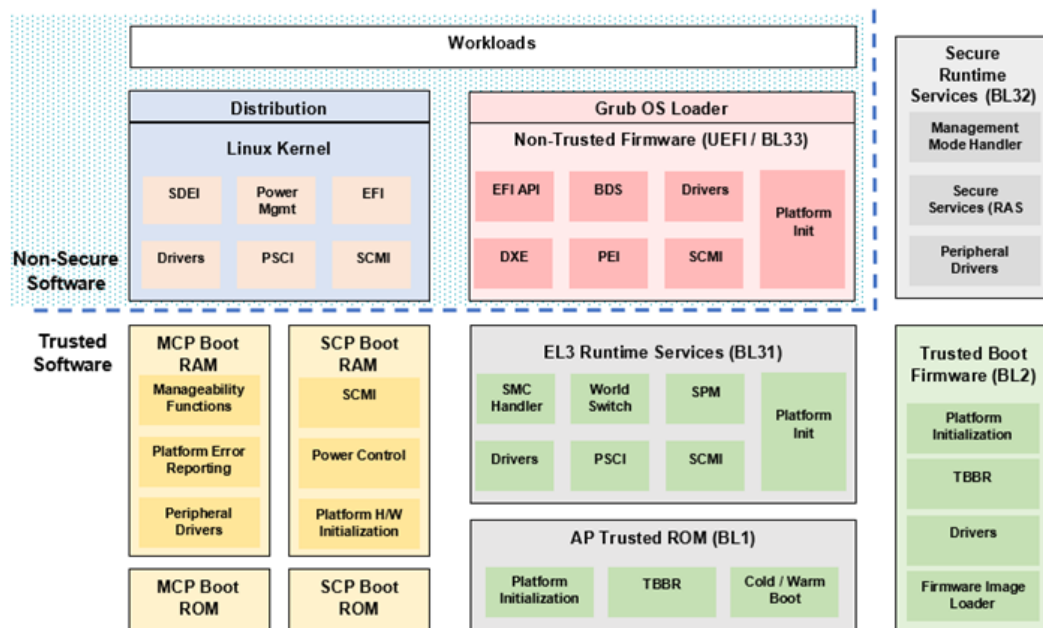 Workloads
Distribution
Linux Kernel
SDEI
Power
Mgmt
EFI
Drivers
PSCI
SCMI
Grub OS Loader
Non-Trusted Firmware (UEFI / BL33)
EFI API
BDS
Drivers
Platform
Init
DXE
PEI
SCMI
Secure
Runtime
Services (BL32)
Management
Mode Handler
Secure
Services (RAS
Peripheral
Drivers
Non-Secure
Software
Trusted
Software
MCP Boot
RAM
Manageability
Functions
Platform Error
Reporting
Peripheral
Drivers
SCP Boot
RAM
SCMI
Power Control
Platform H/W
Initialization
EL3 Runtime Services (BL31)
SMC
Handler
World
Switch
SPM
Platform
Init
Drivers
PSCI
SCMI
Trusted Boot
Firmware (BL2)
Platform
Initialization
TBBR
Drivers
Firmware Image
Loader
MCP Boot
ROM
SCP Boot
ROM
AP Trusted ROM (BL1)
Platform
Initialization
TBBR
Cold / Warm
Boot